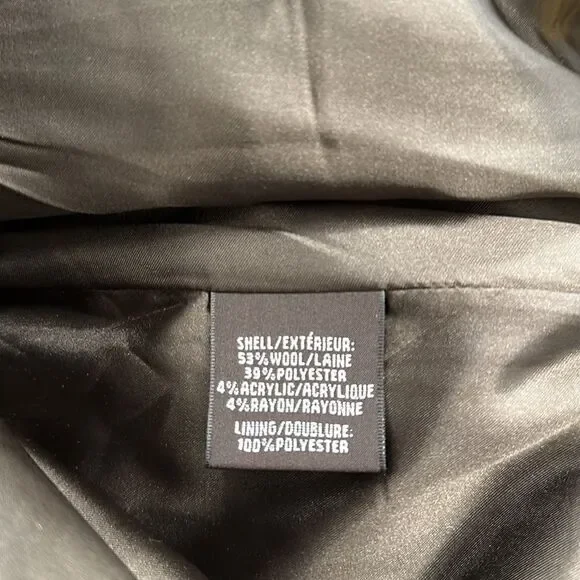 SHELL/EXTÉRIEUR:
53%WOOL/LAINE
39%POLYESTER
4%ACRYLIC/ACRYLIQUE
4%RAYON/RAYONNE
LINING/DOUBLURE:
100%POLYESTER